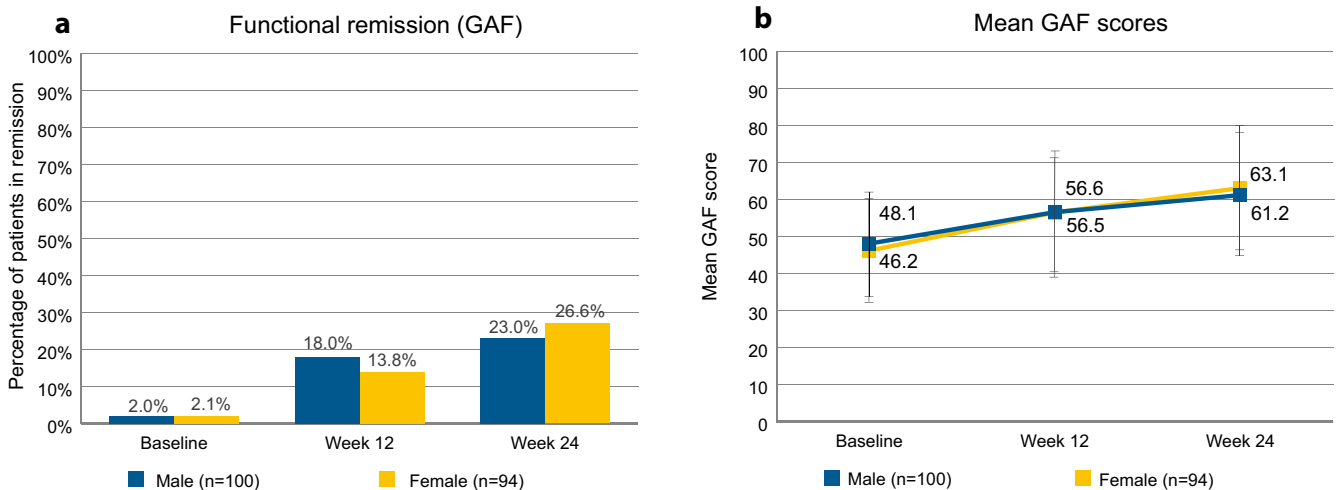 a
Functional remission (GAF)
Percentage of patients in remission
100%
90%
80%
70%
60%
50%
40%
30%
20%
10%
0%
2.0%
2.1%
18.0%
13.8%
23.0%
26.6%
Baseline
Week 12
Week 24
Male (n=100)
Female (n=94)
b
Mean GAF scores
Mean GAF score
100
90
80
70
60
50
40
30
20
10
0
48.1
46.2
56.6
56.5
63.1
61.2
Baseline
Week 12
Week 24
Male (n=100)
Female (n=94)